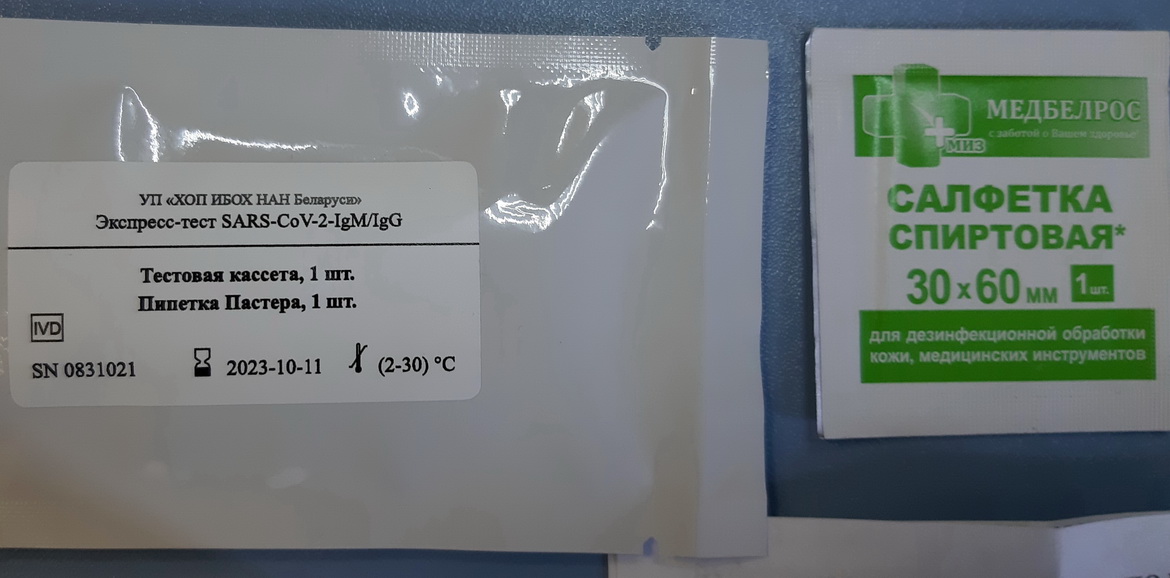 УП «ХОП ИБОХ НАН Беларуси»
Экспресс-тест SARS-CoV-2-IgM/IgG
Тестовая кассета, 1 шт.
Пипетка Пастера, 1 шт.
IVD
SN 0831021
2023-10-11
(2-30) °C
МЕДБЕЛРОС
с заботой о Вашем здоровье
МИЗ
САЛФЕТКА
СПИРТОВАЯ*
30 x 60 мм
1 шт.
для дезинфекционной обработки
кожи, медицинских инструментов